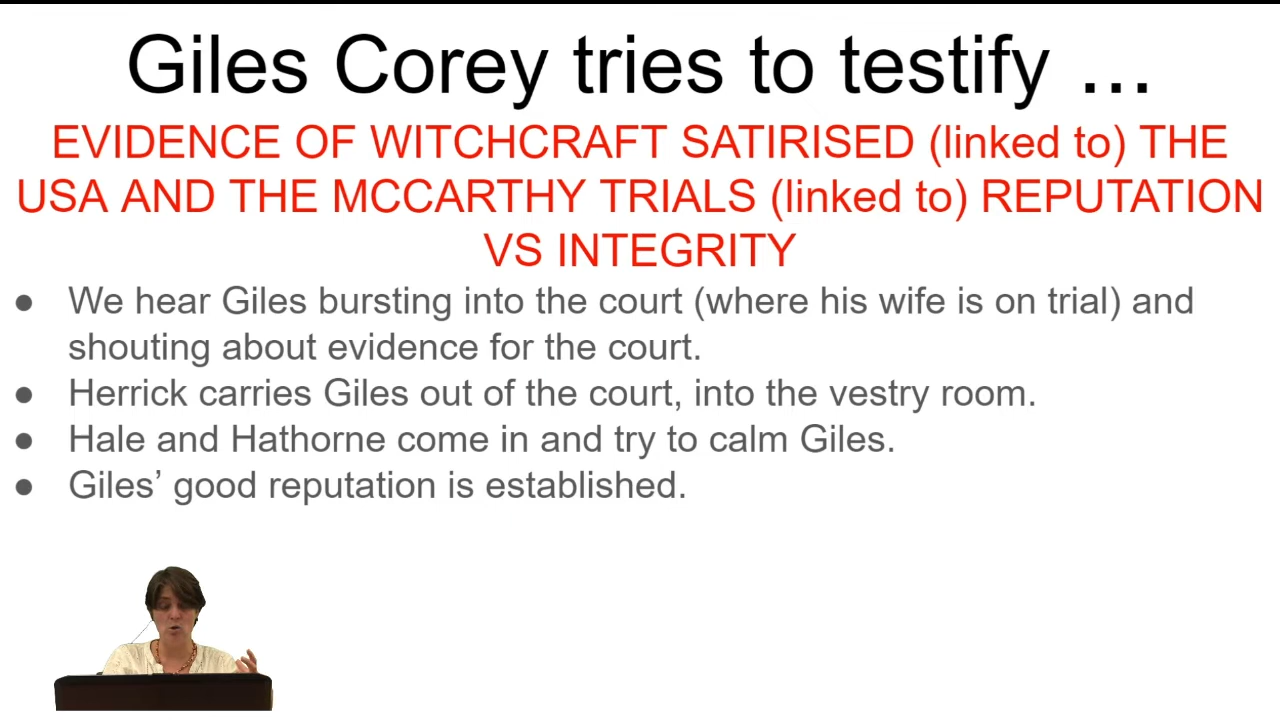 Giles Corey tries to testify ...
EVIDENCE OF WITCHCRAFT SATIRISED (linked to) THE
USA AND THE MCCARTHY TRIALS (linked to) REPUTATION
VS INTEGRITY
● We hear Giles bursting into the court (where his wife is on trial) and
shouting about evidence for the court.
● Herrick carries Giles out of the court, into the vestry room.
● Hale and Hathorne come in and try to calm Giles.
● Giles’ good reputation is established.